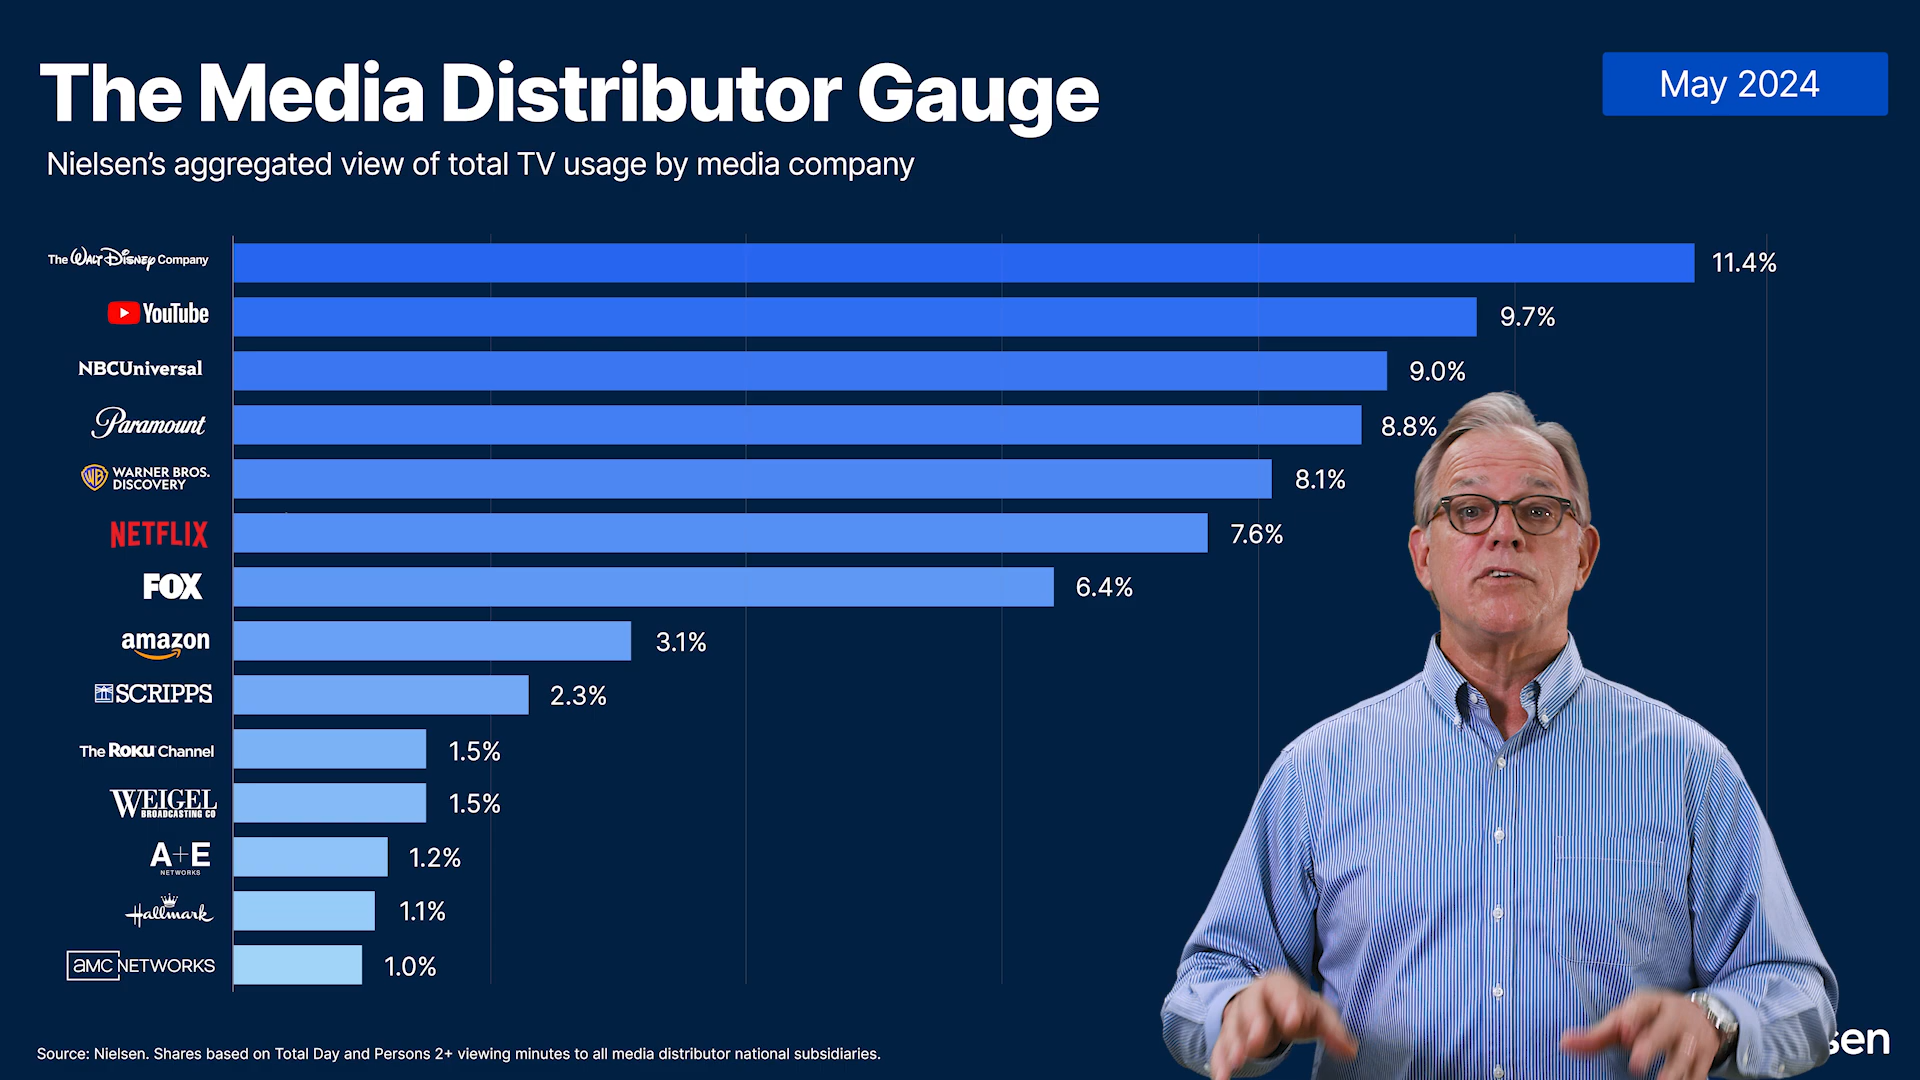 The Media Distributor Gauge
May 2024
Nielsen's aggregated view of total TV usage by media company
The Walt Disney Company 11.4%
YouTube 9.7%
NBCUniversal 9.0%
Paramount 8.8%
WARNER BROS. DISCOVERY 8.1%
NETFLIX 7.6%
FOX 6.4%
amazon 3.1%
SCRIPPS 2.3%
The ROKU Channel 1.5%
WEIGEL BROADCASTING CO 1.5%
A+E NETWORKS 1.2%
Hallmark 1.1%
aMC NETWORKS 1.0%
Source: Nielsen. Shares based on Total Day and Persons 2+ viewing minutes to all media distributor national subsidiaries.